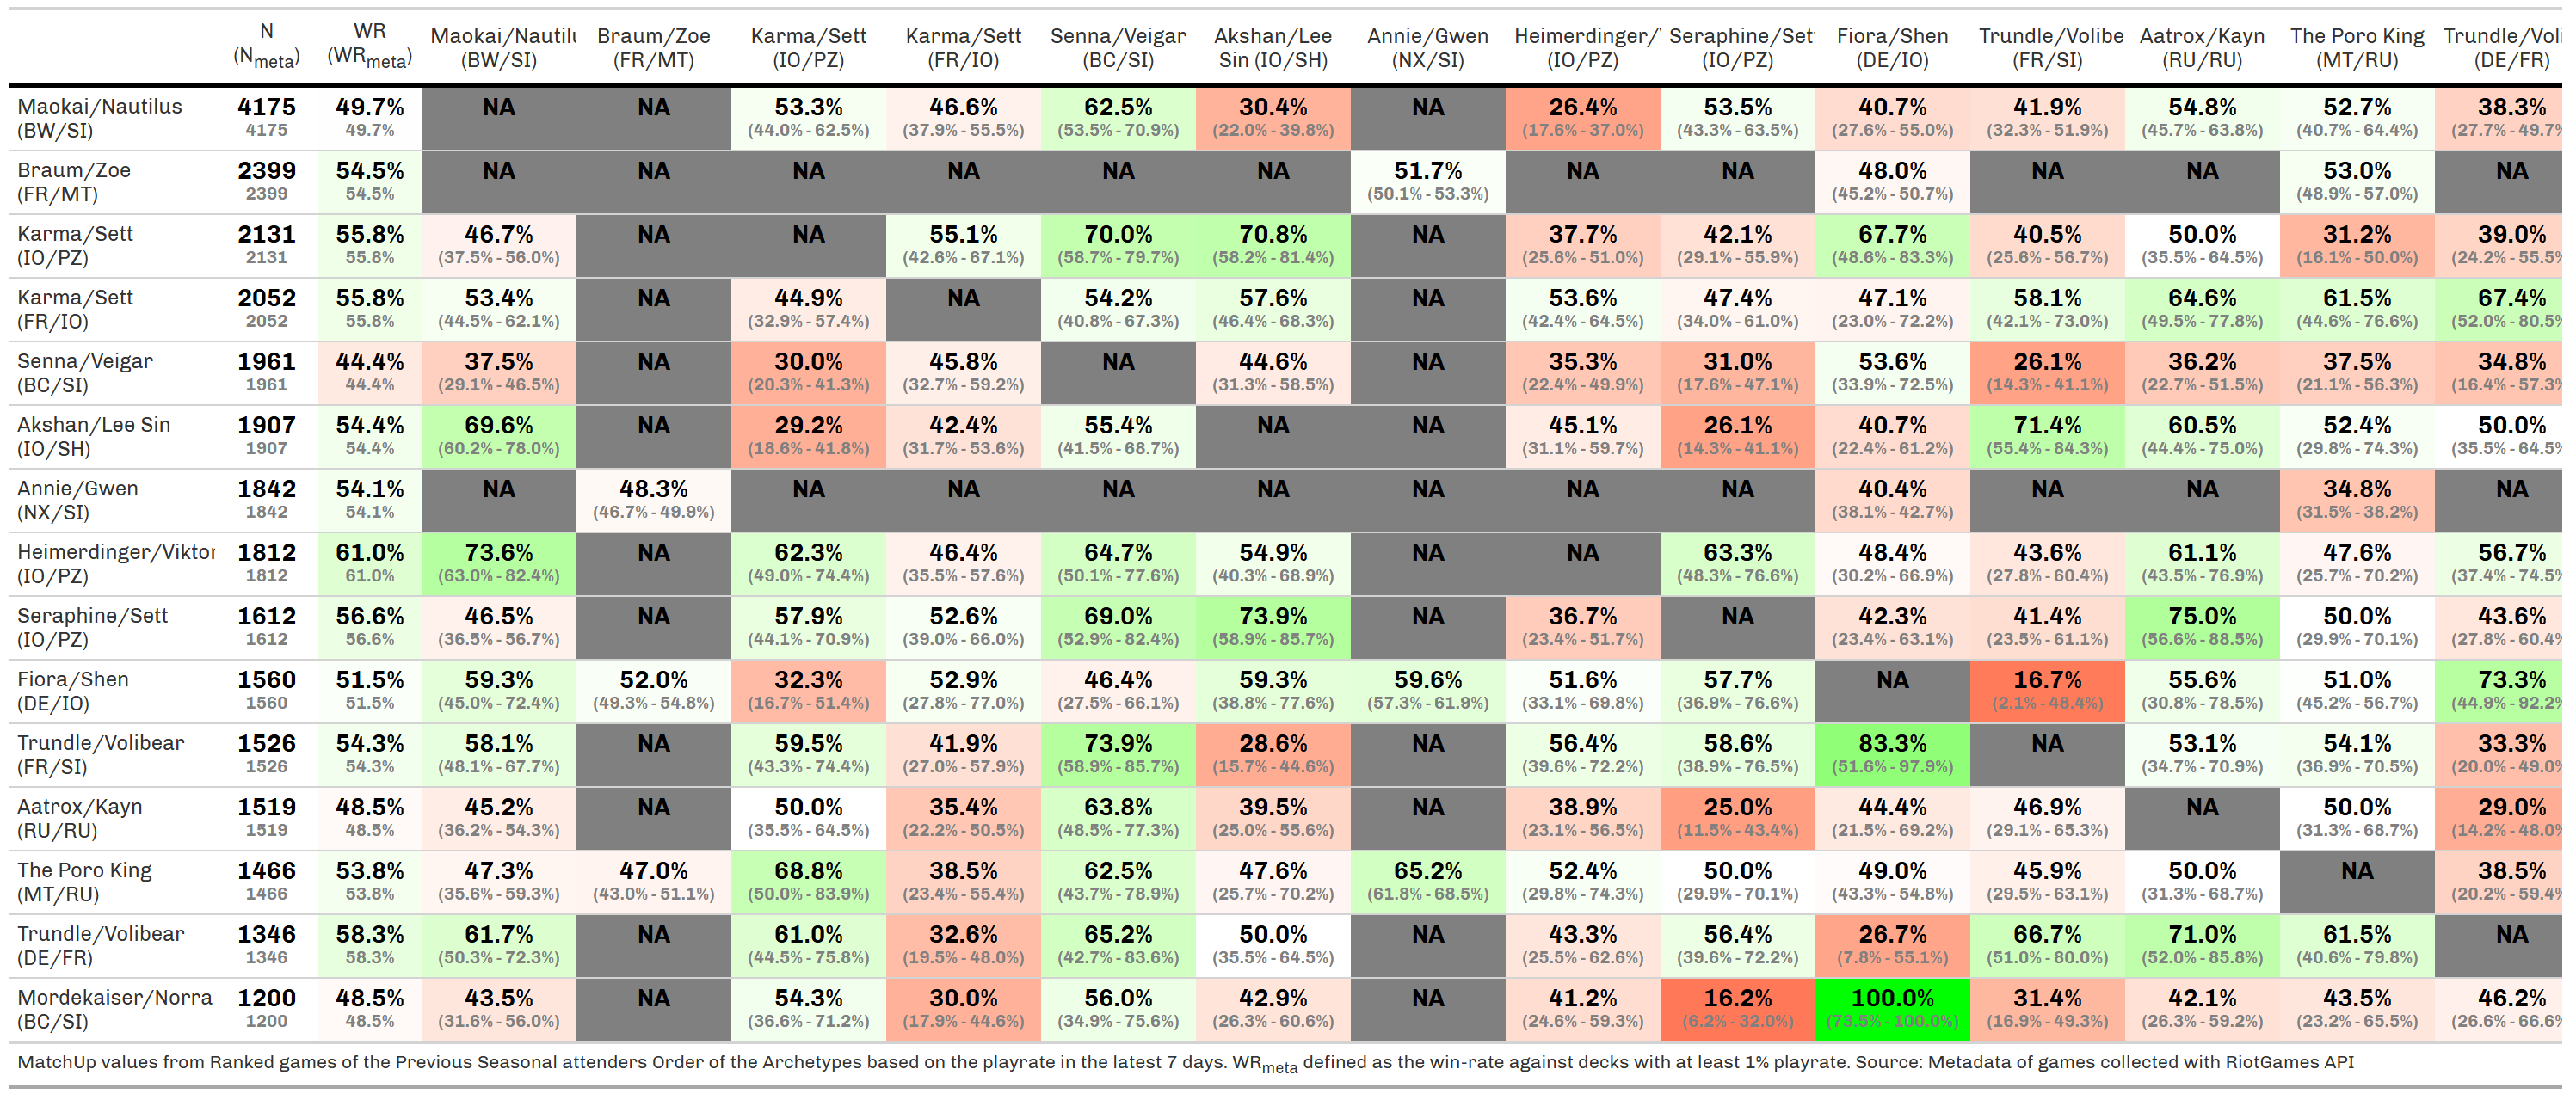 N WR Maokai/Nautilu Braum/Zoe Karma/Sett Karma/Sett Senna/Veigar Akshan/Lee Annie/Gwen Heimerdinger/ Seraphine/Sett Fiora/Shen Trundle/Volibe Aatrox/Kayn The Poro King Trundle/Voli
(Nmeta) (WRmeta) (BW/SI) (FR/MT) (IO/PZ) (FR/IO) (BC/SI) Sin (IO/SH) (NX/SI) (IO/PZ) (IO/PZ) (DE/IO) (FR/SI) (RU/RU) (MT/RU) (DE/FR)
Maokai/Nautilus 4175 49.7% NA NA 53.3% 46.6% 62.5% 30.4% NA 26.4% 53.5% 40.7% 41.9% 54.8% 52.7% 38.3%
(BW/SI) 4175 49.7% (44.0% - 62.5%) (37.9% - 55.5%) (53.5% - 70.9%) (22.0% - 39.8%) (17.6% - 37.0%) (43.3% - 63.5%) (27.6% - 55.0%) (32.3% - 51.9%) (45.7% - 63.8%) (40.7% - 64.4%) (27.7% - 49.7%
Braum/Zoe 2399 54.5% NA NA NA NA NA NA 51.7% NA NA 48.0% NA NA 53.0% NA
(FR/MT) 2399 54.5% (50.1% - 53.3%) (45.2% - 50.7%) (48.9% - 57.0%)
Karma/Sett 2131 55.8% 46.7% NA NA 55.1% 70.0% 70.8% NA 37.7% 42.1% 67.7% 40.5% 50.0% 31.2% 39.0%
(IO/PZ) 2131 55.8% (37.5% - 56.0%) (42.6% - 67.1%) (58.7% - 79.7%) (58.2% - 81.4%) (25.6% - 51.0%) (29.1% - 55.9%) (48.6% - 83.3%) (25.6% - 56.7%) (35.5% - 64.5%) (16.1% - 50.0%) (24.2% - 55.5%
Karma/Sett 2052 55.8% 53.4% NA 44.9% NA 54.2% 57.6% NA 53.6% 47.4% 47.1% 58.1% 64.6% 61.5% 67.4%
(FR/IO) 2052 55.8% (44.5% - 62.1%) (32.9% - 57.4%) (40.8% - 67.3%) (46.4% - 68.3%) (42.4% - 64.5%) (34.0% - 61.0%) (23.0% - 72.2%) (42.1% - 73.0%) (49.5% - 77.8%) (44.6% - 76.6%) (52.0% - 80.5%
Senna/Veigar 1961 44.4% 37.5% NA 30.0% 45.8% NA 44.6% NA 35.3% 31.0% 53.6% 26.1% 36.2% 37.5% 34.8%
(BC/SI) 1961 44.4% (29.1% - 46.5%) (20.3% - 41.3%) (32.7% - 59.2%) (31.3% - 58.5%) (22.4% - 49.9%) (17.6% - 47.1%) (33.9% - 72.5%) (14.3% - 41.1%) (22.7% - 51.5%) (21.1% - 56.3%) (16.4% - 57.3%
Akshan/Lee Sin 1907 54.4% 69.6% NA 29.2% 42.4% 55.4% NA NA 45.1% 26.1% 40.7% 71.4% 60.5% 52.4% 50.0%
(IO/SH) 1907 54.4% (60.2% - 78.0%) (18.6% - 41.8%) (31.7% - 53.6%) (41.5% - 68.7%) (31.1% - 59.7%) (14.3% - 41.1%) (22.4% - 61.2%) (55.4% - 84.3%) (44.4% - 75.0%) (29.8% - 74.3%) (35.5% - 64.5%
Annie/Gwen 1842 54.1% NA 48.3% NA NA NA NA NA NA NA 40.4% NA NA 34.8% NA
(NX/SI) 1842 54.1% (46.7% - 49.9%) (38.1% - 42.7%) (31.5% - 38.2%)
Heimerdinger/Viktor 1812 61.0% 73.6% NA 62.3% 46.4% 64.7% 54.9% NA NA 63.3% 48.4% 43.6% 61.1% 47.6% 56.7%
(IO/PZ) 1812 61.0% (63.0% - 82.4%) (49.0% - 74.4%) (35.5% - 57.6%) (50.1% - 77.6%) (40.3% - 68.9%) (48.3% - 76.6%) (30.2% - 66.9%) (27.8% - 60.4%) (43.5% - 76.9%) (25.7% - 70.2%) (37.4% - 74.5%
Seraphine/Sett 1612 56.6% 46.5% NA 57.9% 52.6% 69.0% 73.9% NA 36.7% NA 42.3% 41.4% 75.0% 50.0% 43.6%
(IO/PZ) 1612 56.6% (36.5% - 56.7%) (44.1% - 70.9%) (39.0% - 66.0%) (52.9% - 82.4%) (58.9% - 85.7%) (23.4% - 51.7%) (23.4% - 63.1%) (23.5% - 61.1%) (56.6% - 88.5%) (29.9% - 70.1%) (27.8% - 60.4%
Fiora/Shen 1560 51.5% 59.3% 52.0% 32.3% 52.9% 46.4% 59.3% 59.6% 51.6% 57.7% NA 16.7% 55.6% 51.0% 73.3%
(DE/IO) 1560 51.5% (45.0% - 72.4%) (49.3% - 54.8%) (16.7% - 51.4%) (27.8% - 77.0%) (27.5% - 66.1%) (38.8% - 77.6%) (57.3% - 61.9%) (33.1% - 69.8%) (36.9% - 76.6%) (2.1% - 48.4%) (30.8% - 78.5%) (45.2% - 56.7%) (44.9% - 92.2%
Trundle/Volibear 1526 54.3% 58.1% NA 59.5% 41.9% 73.9% 28.6% NA 56.4% 58.6% 83.3% NA 53.1% 54.1% 33.3%
(FR/SI) 1526 54.3% (48.1% - 67.7%) (43.3% - 74.4%) (27.0% - 57.9%) (58.9% - 85.7%) (15.7% - 44.6%) (39.6% - 72.2%) (38.9% - 76.5%) (51.6% - 97.9%) (34.7% - 70.9%) (36.9% - 70.5%) (20.0% - 49.0%
Aatrox/Kayn 1519 48.5% 45.2% NA 50.0% 35.4% 63.8% 39.5% NA 38.9% 25.0% 44.4% 46.9% NA 50.0% 29.0%
(RU/RU) 1519 48.5% (36.2% - 54.3%) (35.5% - 64.5%) (22.2% - 50.5%) (48.5% - 77.3%) (25.0% - 55.6%) (23.1% - 56.5%) (11.5% - 43.4%) (21.5% - 69.2%) (29.1% - 65.3%) (31.3% - 68.7%) (14.2% - 48.0%
The Poro King 1466 53.8% 47.3% 47.0% 68.8% 38.5% 62.5% 47.6% 65.2% 52.4% 50.0% 49.0% 45.9% 50.0% NA 38.5%
(MT/RU) 1466 53.8% (35.6% - 59.3%) (43.0% - 51.1%) (50.0% - 83.9%) (23.4% - 55.4%) (43.7% - 78.9%) (25.7% - 70.2%) (61.8% - 68.5%) (29.8% - 74.3%) (29.9% - 70.1%) (43.3% - 54.8%) (29.5% - 63.1%) (31.3% - 68.7%) (20.2% - 59.4%
Trundle/Volibear 1346 58.3% 61.7% NA 61.0% 32.6% 65.2% 50.0% NA 43.3% 56.4% 26.7% 66.7% 71.0% 61.5% NA
(DE/FR) 1346 58.3% (50.3% - 72.3%) (44.5% - 75.8%) (19.5% - 48.0%) (42.7% - 83.6%) (35.5% - 64.5%) (25.5% - 62.6%) (39.6% - 72.2%) (7.8% - 55.1%) (51.0% - 80.0%) (52.0% - 85.8%) (40.6% - 79.8%)
Mordekaiser/Norra 1200 48.5% 43.5% NA 54.3% 30.0% 56.0% 42.9% NA 41.2% 16.2% 100.0% 31.4% 42.1% 43.5% 46.2%
(BC/SI) 1200 48.5% (31.6% - 56.0%) (36.6% - 71.2%) (17.9% - 44.6%) (34.9% - 75.6%) (26.3% - 60.6%) (24.6% - 59.3%) (6.2% - 32.0%) (73.5% - 100.0%) (16.9% - 49.3%) (26.3% - 59.2%) (23.2% - 65.5%) (26.6% - 66.6%
MatchUp values from Ranked games of the Previous Seasonal attenders Order of the Archetypes based on the playrate in the latest 7 days. WRmeta defined as the win-rate against decks with at least 1% playrate. Source: Metadata of games collected with RiotGames API